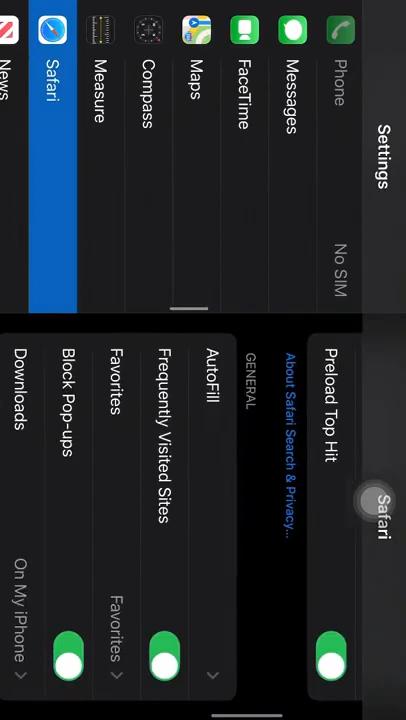 Settings
Phone
No SIM
Messages
FaceTime
Maps
Compass
Measure
Safari
News
Safari
Preload Top Hit
About Safari Search & Privacy...
GENERAL
AutoFill
Frequently Visited Sites
Favorites
Favorites
Block Pop-ups
Downloads
On My iPhone